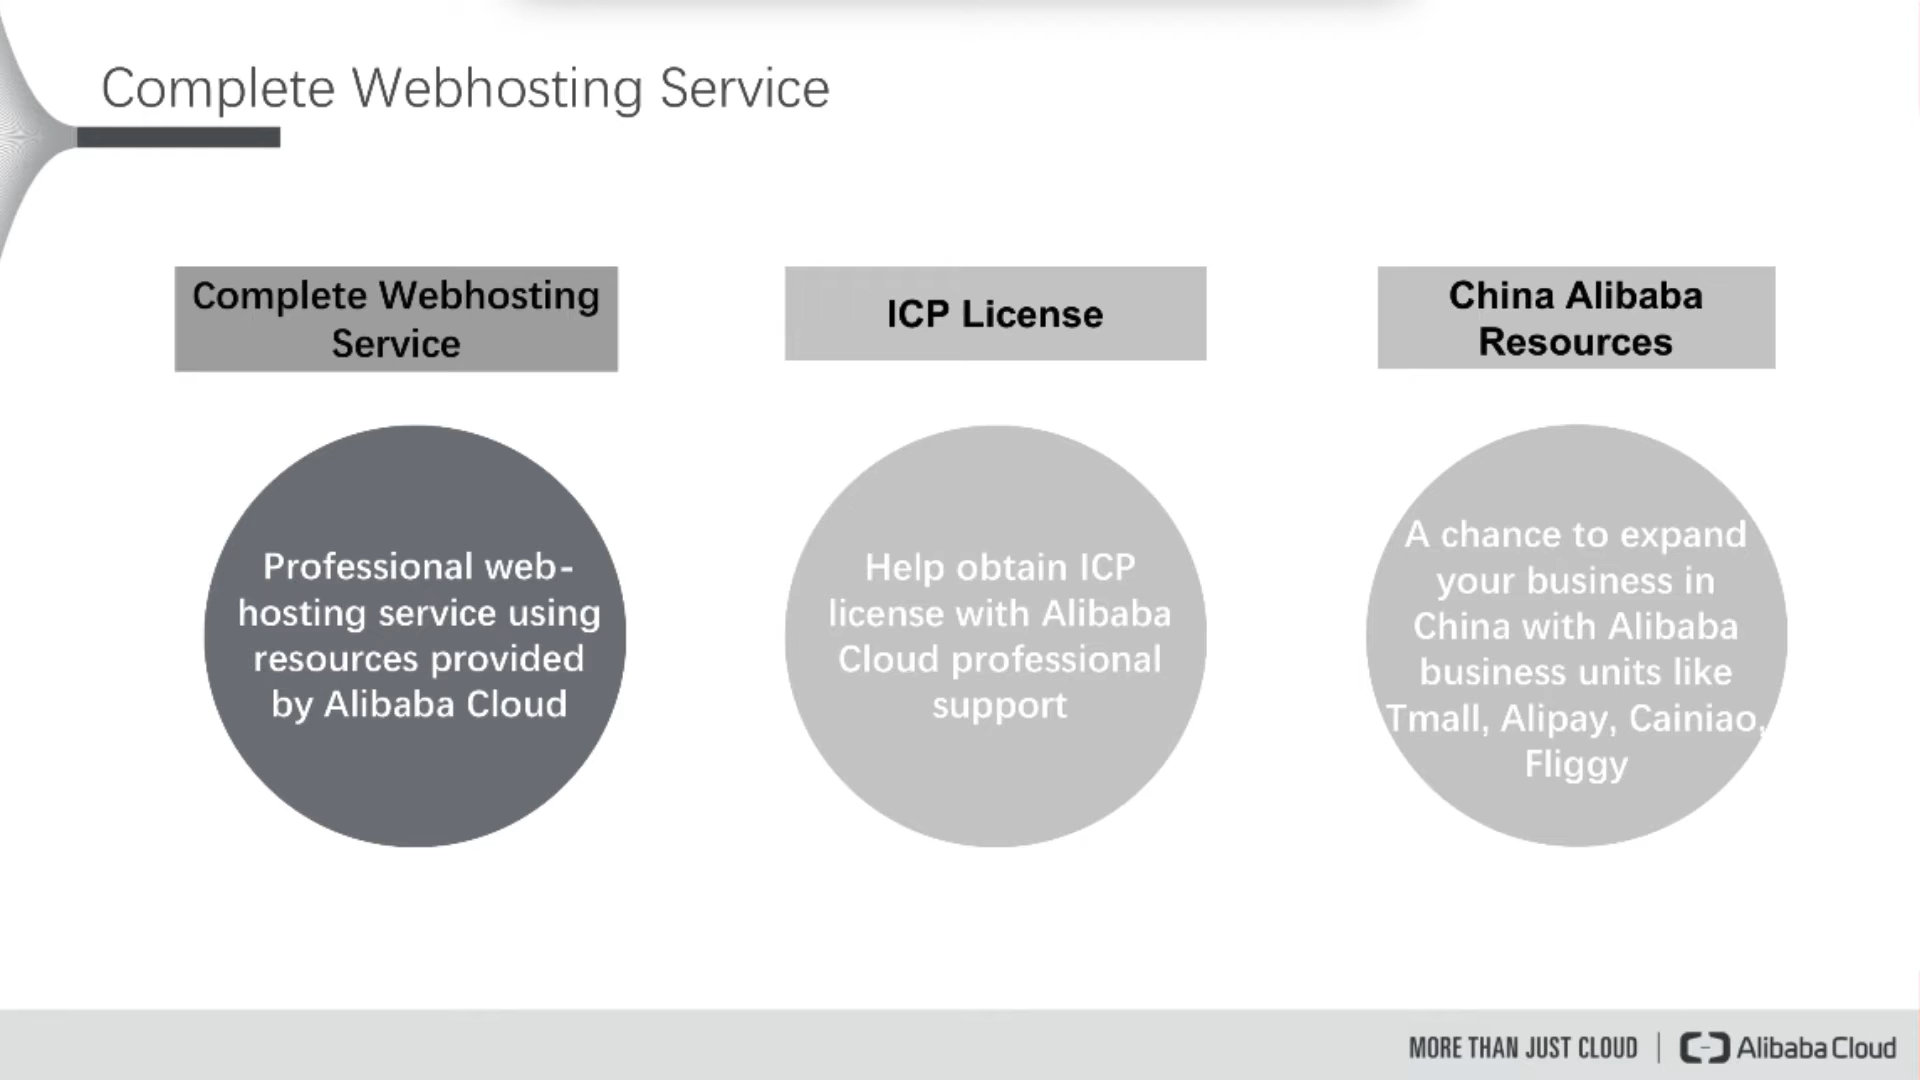 Complete Webhosting Service
Complete Webhosting
Service
Professional web-
hosting service using
resources provided
by Alibaba Cloud
ICP License
Help obtain ICP
license with Alibaba
Cloud professional
support
China Alibaba
Resources
A chance to expand
your business in
China with Alibaba
business units like
Tmall, Alipay, Cainiao,
Fliggy
MORE THAN JUST CLOUD | Alibaba Cloud